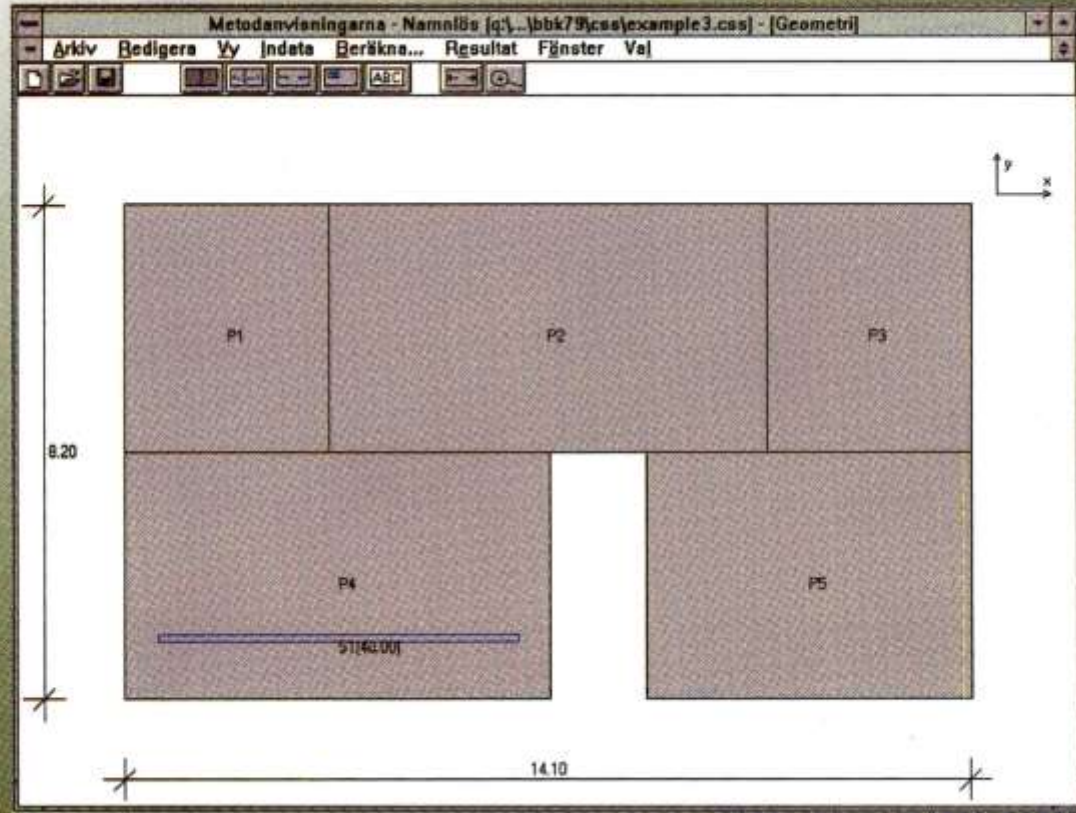 Metodanvisningarna - Namnlös [q:\...\bbk79\css\example3.css] - [Geometri]
Arkiv Redigera Vy Indata Beräkna... Resultat Fönster Val
ABC
y
x
P1 P2 P3
8.20
P4 P5
S1[40.00]
14.10